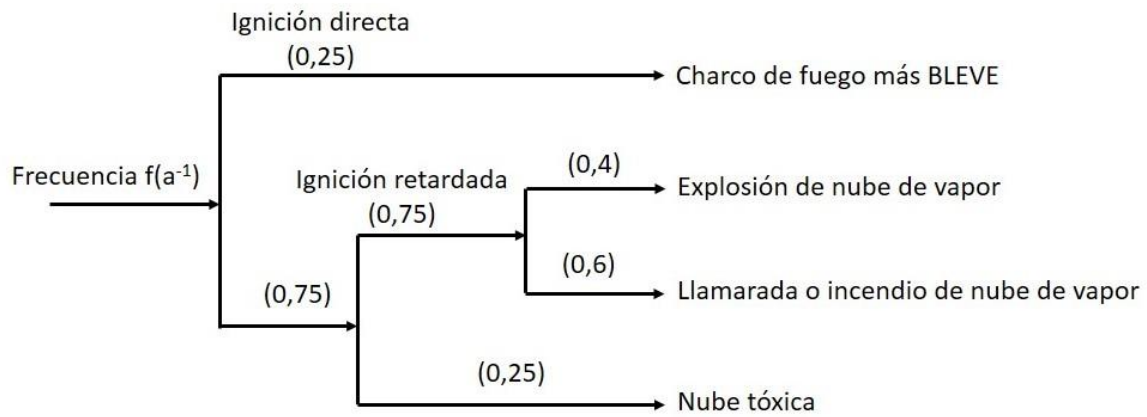 Ignición directa
(0,25)
Charco de fuego más BLEVE
Frecuencia f(a⁻¹)
Ignición retardada
(0,75)
(0,4)
Explosión de nube de vapor
(0,75)
(0,6)
Llamarada o incendio de nube de vapor
(0,25)
Nube tóxica